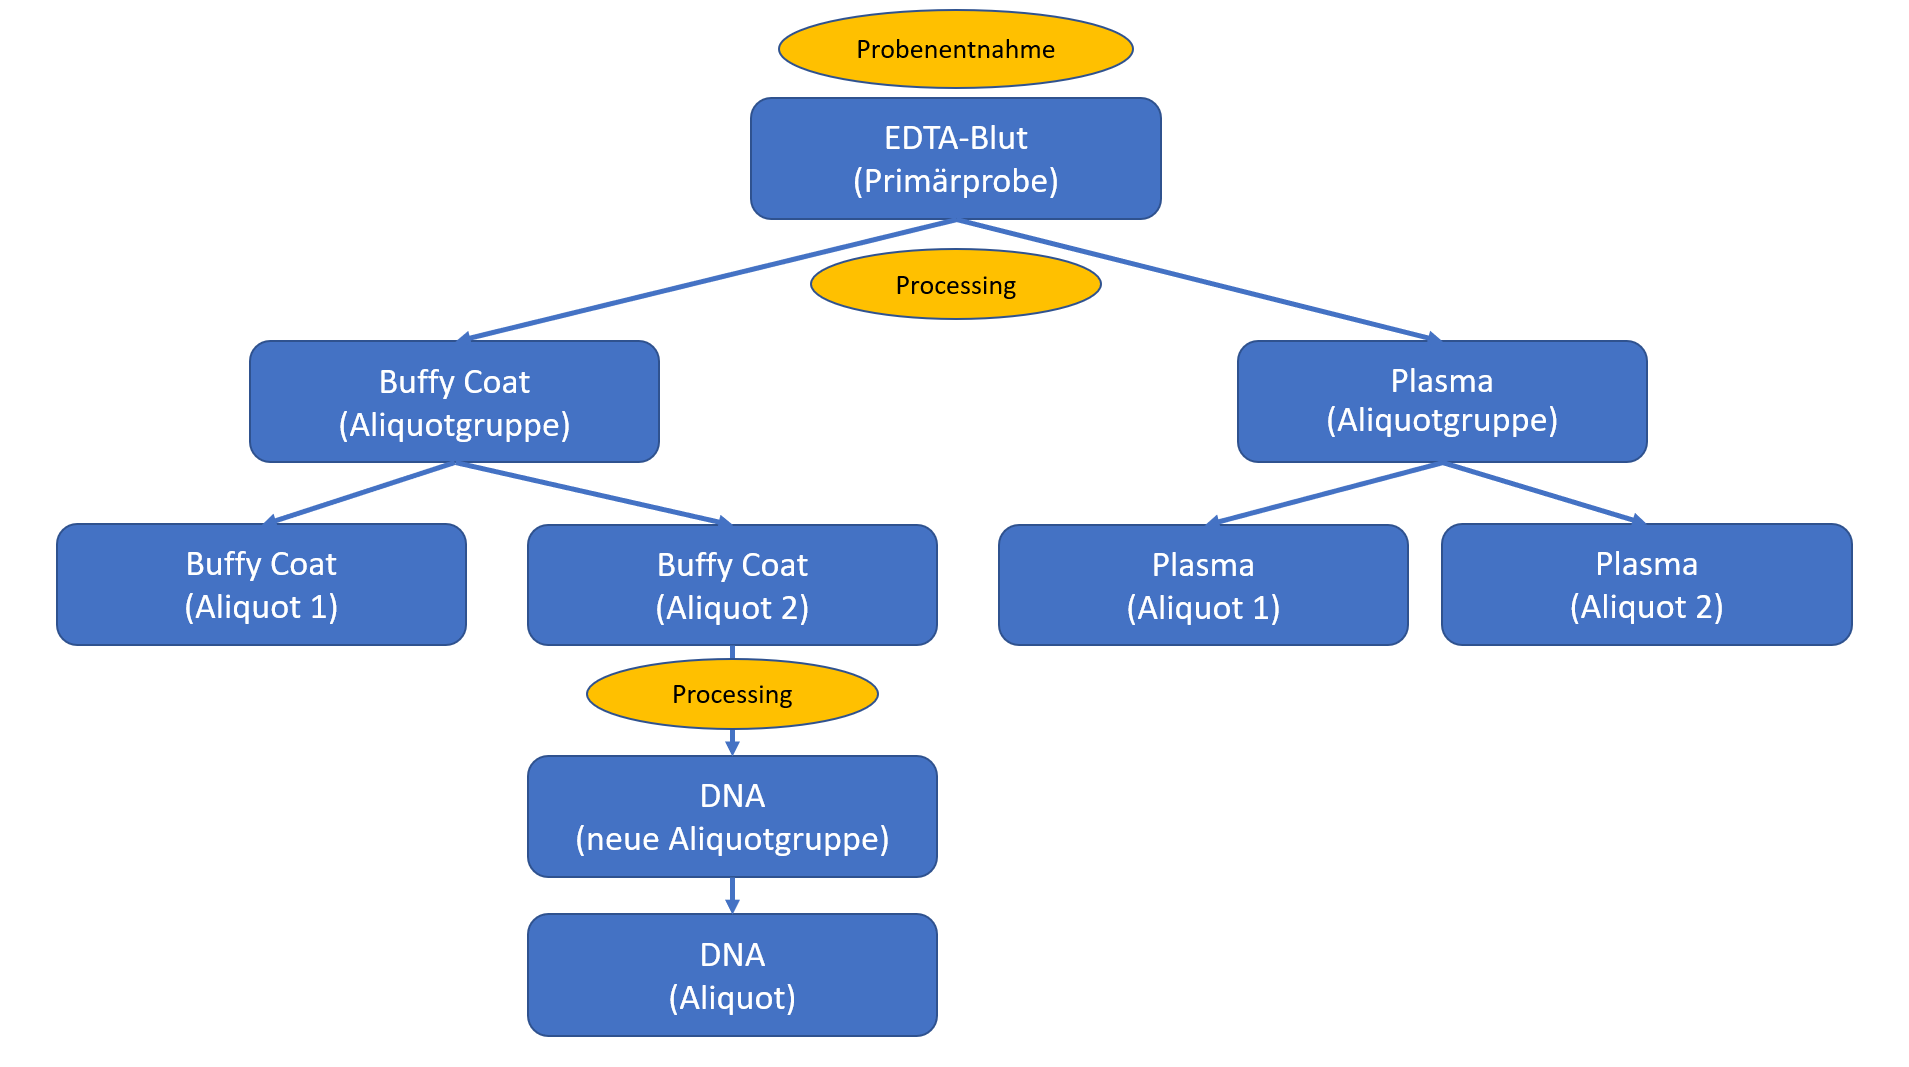 Probenentnahme
EDTA-Blut
(Primärprobe)
Processing
Buffy Coat
(Aliquotgruppe)
Plasma
(Aliquotgruppe)
Buffy Coat
(Aliquot 1)
Buffy Coat
(Aliquot 2)
Plasma
(Aliquot 1)
Plasma
(Aliquot 2)
Processing
DNA
(neue Aliquotgruppe)
DNA
(Aliquot)